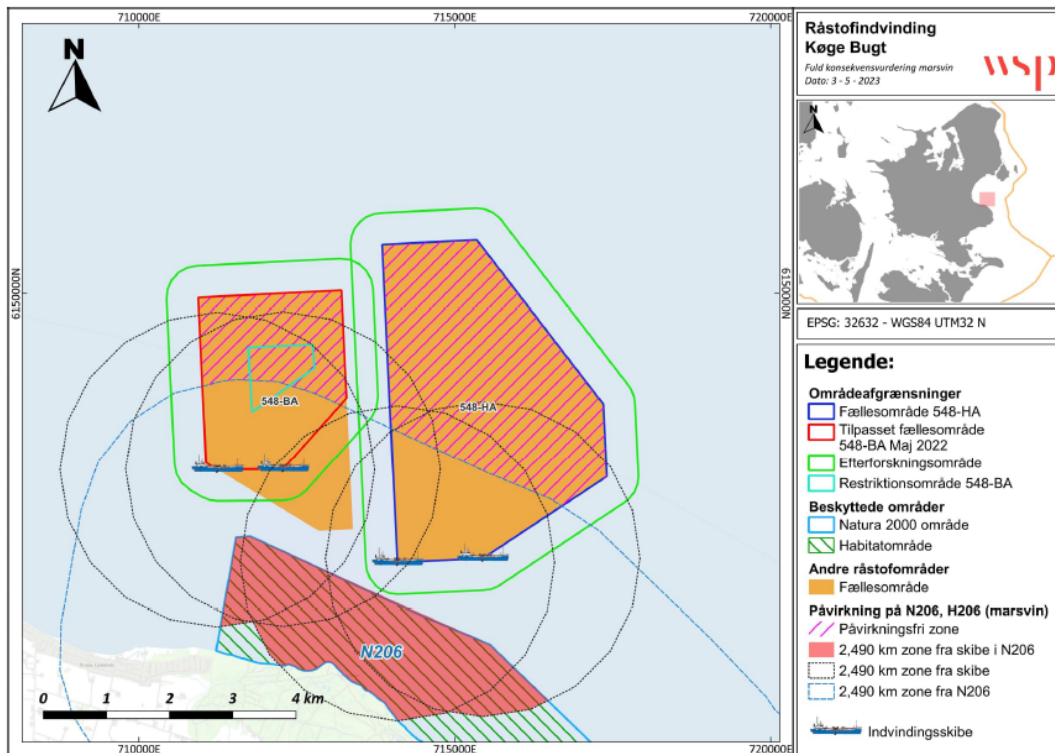 710000E
715000E
720000E
N
6150000N
6150000N
548-BA
548-HA
N206
0 1 2 3 4 km
710000E
715000E
720000E
Råstofindvinding
Køge Bugt
Fuld konsekvensvurdering marsvin
Dato: 3 - 5 - 2023
wsp
N
EPSG: 32632 - WGS84 UTM32 N
Legende:
Områdeafgrænsninger
Fællesområde 548-HA
Tilpasset fællesområde
548-BA Maj 2022
Efterforskningsområde
Restriktionsområde 548-BA
Beskyttede områder
Natura 2000 område
Habitatområde
Andre råstofområder
Fællesområde
Påvirkning på N206, H206 (marsvin)
Påvirkningsfri zone
2,490 km zone fra skibe i N206
2,490 km zone fra skibe
2,490 km zone fra N206
Indvindingsskibe